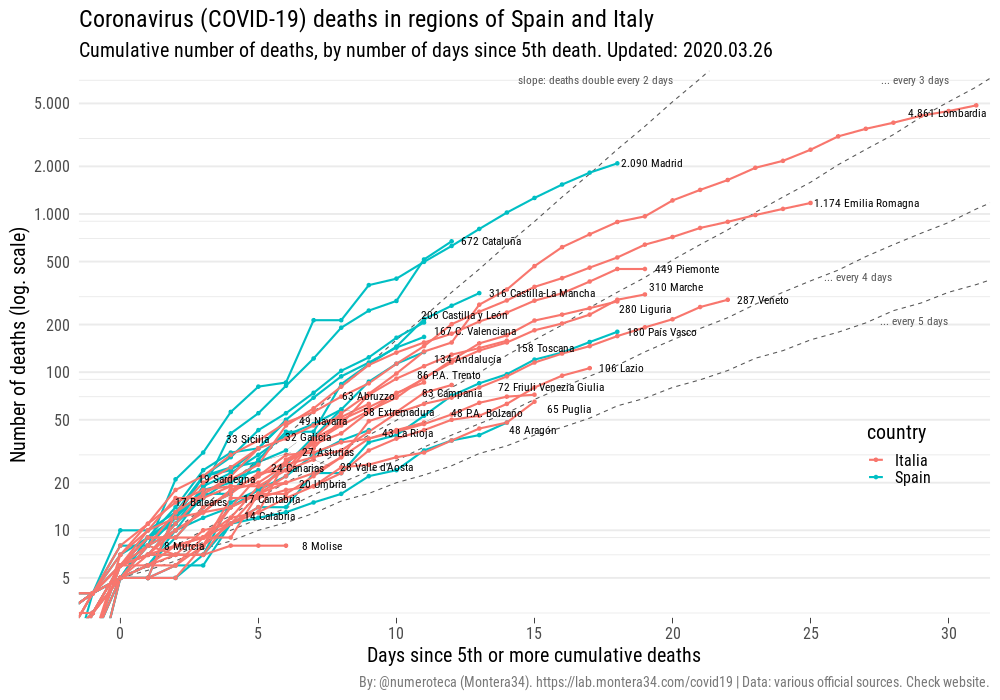 Coronavirus (COVID-19) deaths in regions of Spain and Italy
Cumulative number of deaths, by number of days since 5th death. Updated: 2020.03.26
slope: deaths double every 2 days
... every 3 days
5.000
4.861 Lombardia
2.000
2.090 Madrid
1.000
1.174 Emilia Romagna
672 Cataluña
500
449 Piemonte
... every 4 days
310 Marche
316 Castilla-La Mancha
287 Véneto
280 Liguria
206 Castilla y León
200
... every 5 days
167 C. Valenciana
180 País Vasco
158 Toscana
134 Andalucía
100
106 Lazio
86 P.A. Trento
72 Friuli Venezia Giulia
83 Campania
63 Abruzzo
65 Puglia
58 Extremadura
48 P.A. Bolzano
50
49 Navarra
48 Aragón
43 La Rioja
33 Sicilia
32 Galicia
27 Asturias
24 Canarias
28 Valle d'Aosta
20
19 Sardegna
20 Umbria
17 Baleares
17 Cantabria
14 Calabria
10
8 Murcia
8 Molise
5
country
Italia
Spain
Number of deaths (log. scale)
0
5
10
15
20
25
30
Days since 5th or more cumulative deaths
By: @numeroteca (Montera34). https://lab.montera34.com/covid19 | Data: various official sources. Check website.